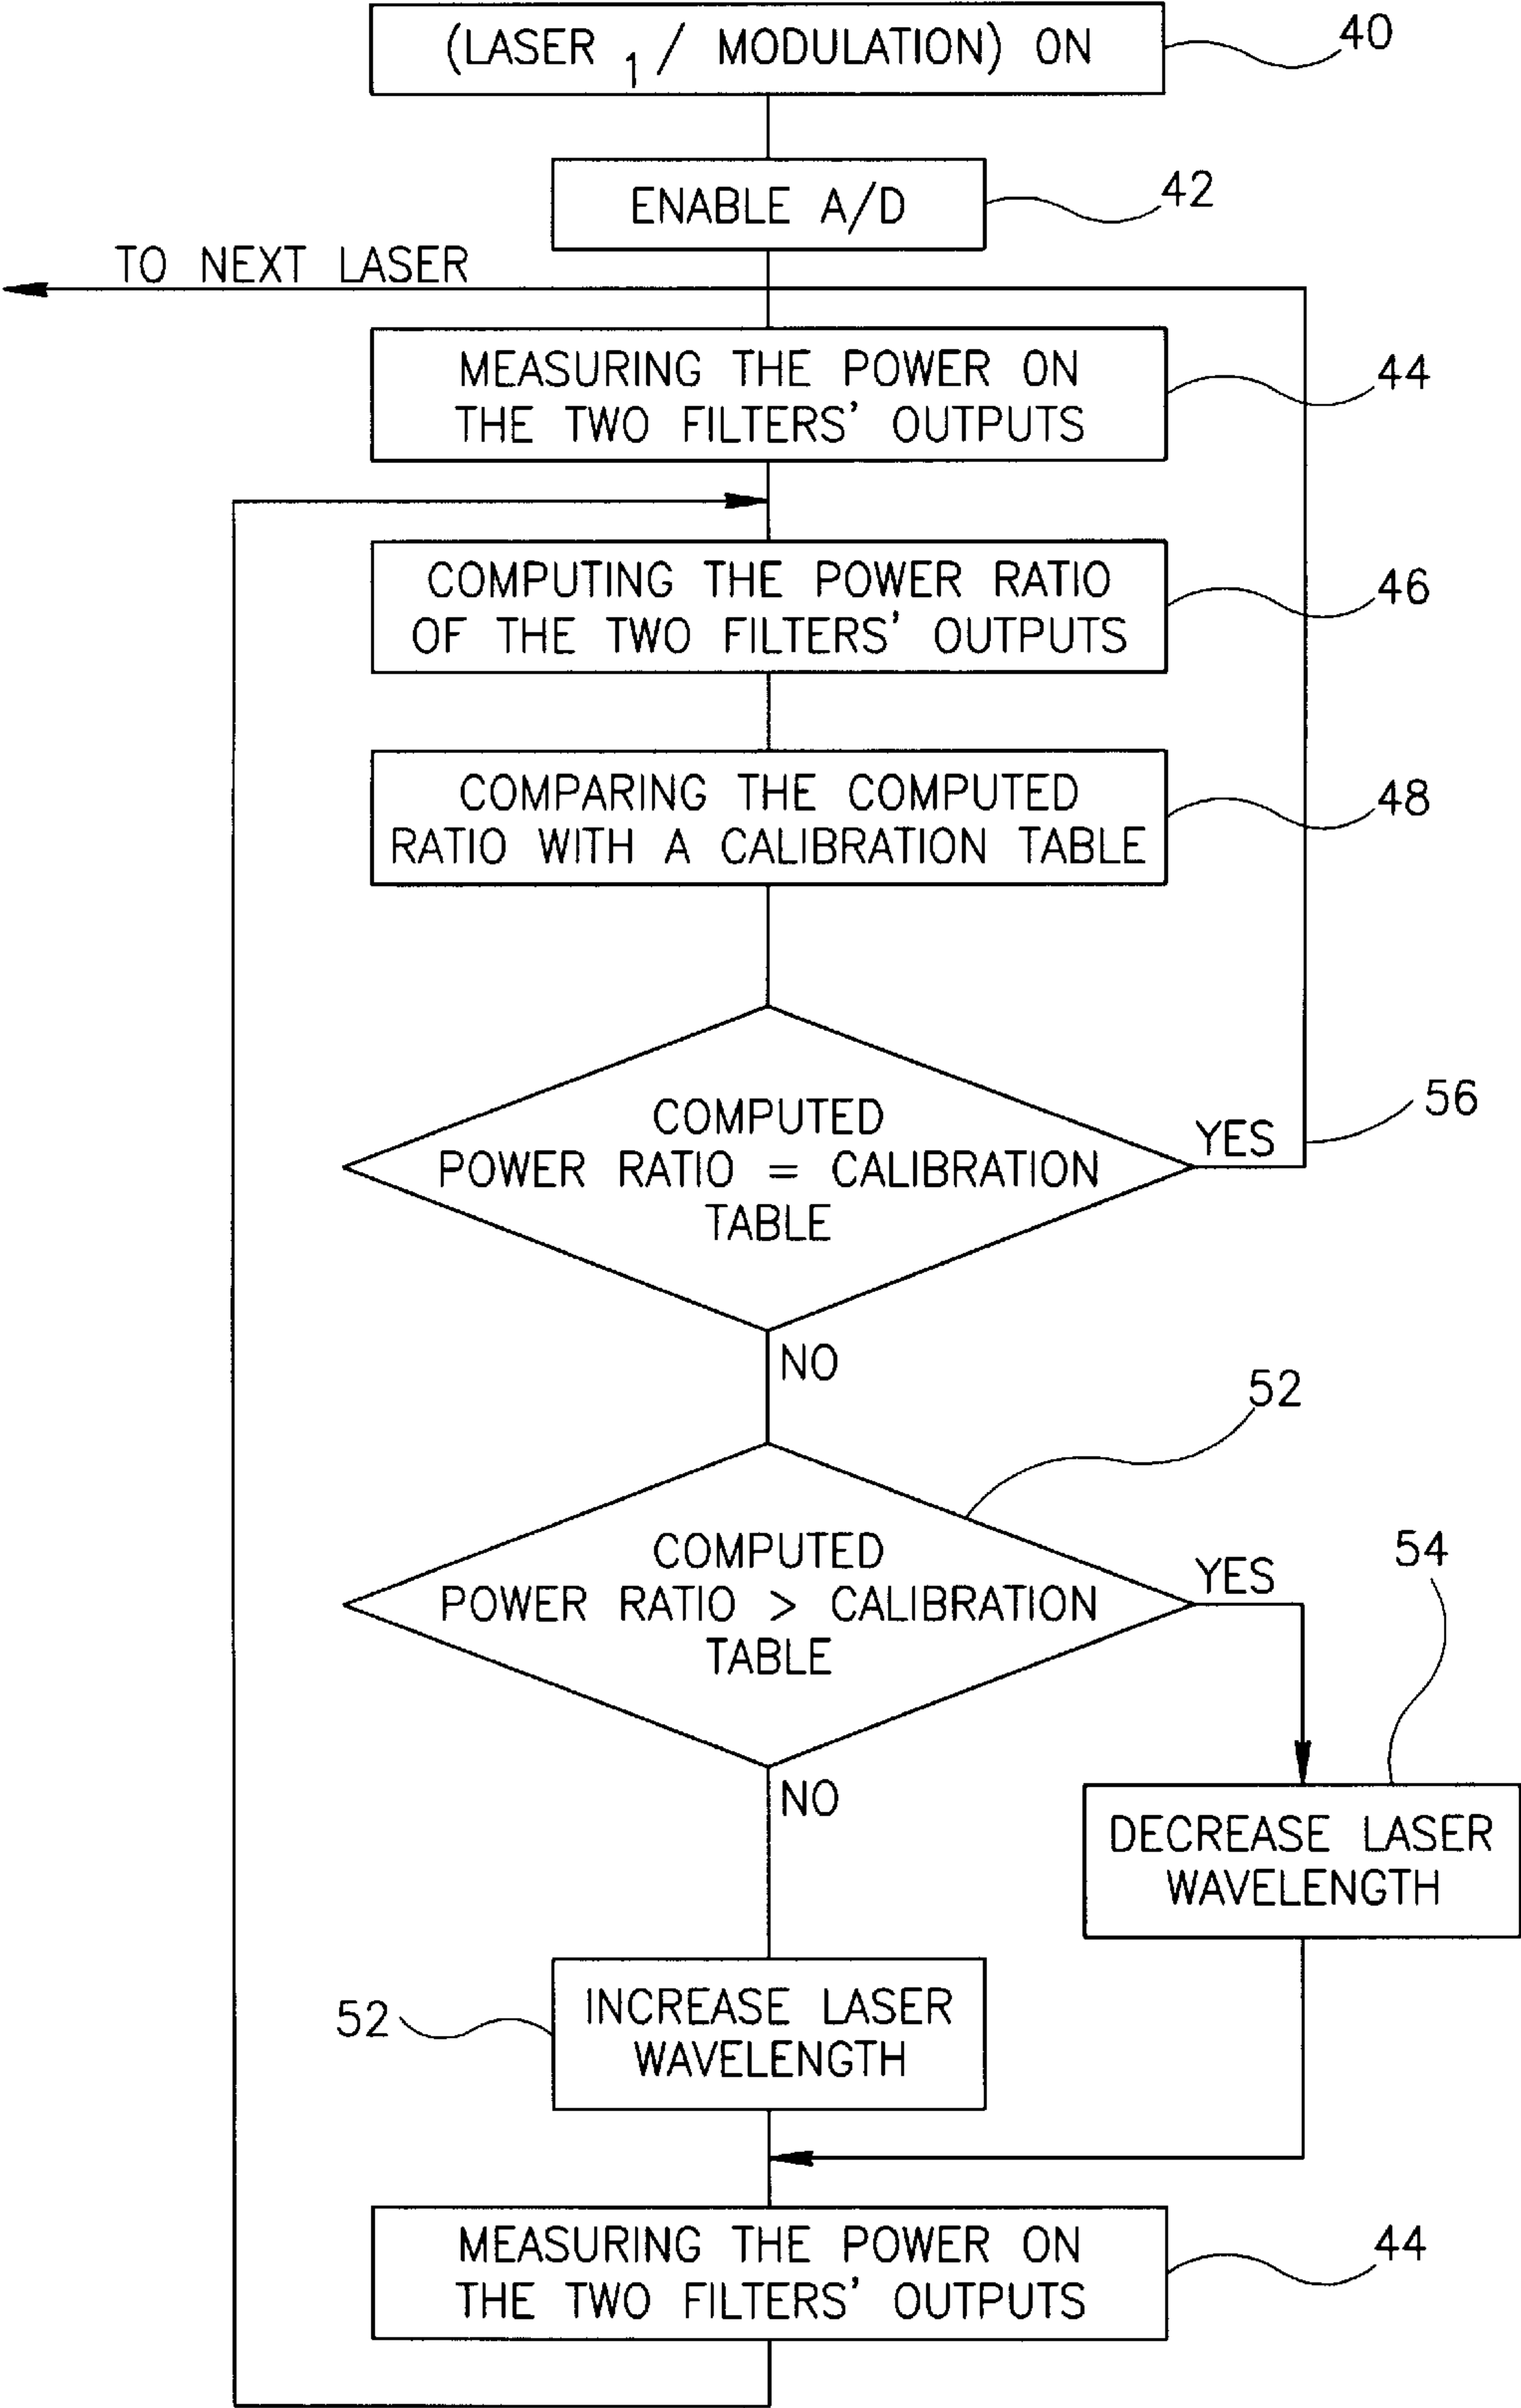 (LASER 1 / MODULATION) ON
40
ENABLE A/D
42
TO NEXT LASER
MEASURING THE POWER ON
THE TWO FILTERS' OUTPUTS
44
COMPUTING THE POWER RATIO
OF THE TWO FILTERS' OUTPUTS
46
COMPARING THE COMPUTED
RATIO WITH A CALIBRATION TABLE
48
COMPUTED
POWER RATIO = CALIBRATION
TABLE
YES
56
NO
52
COMPUTED
POWER RATIO > CALIBRATION
TABLE
YES
54
NO
DECREASE LASER
WAVELENGTH
52
INCREASE LASER
WAVELENGTH
MEASURING THE POWER ON
THE TWO FILTERS' OUTPUTS
44